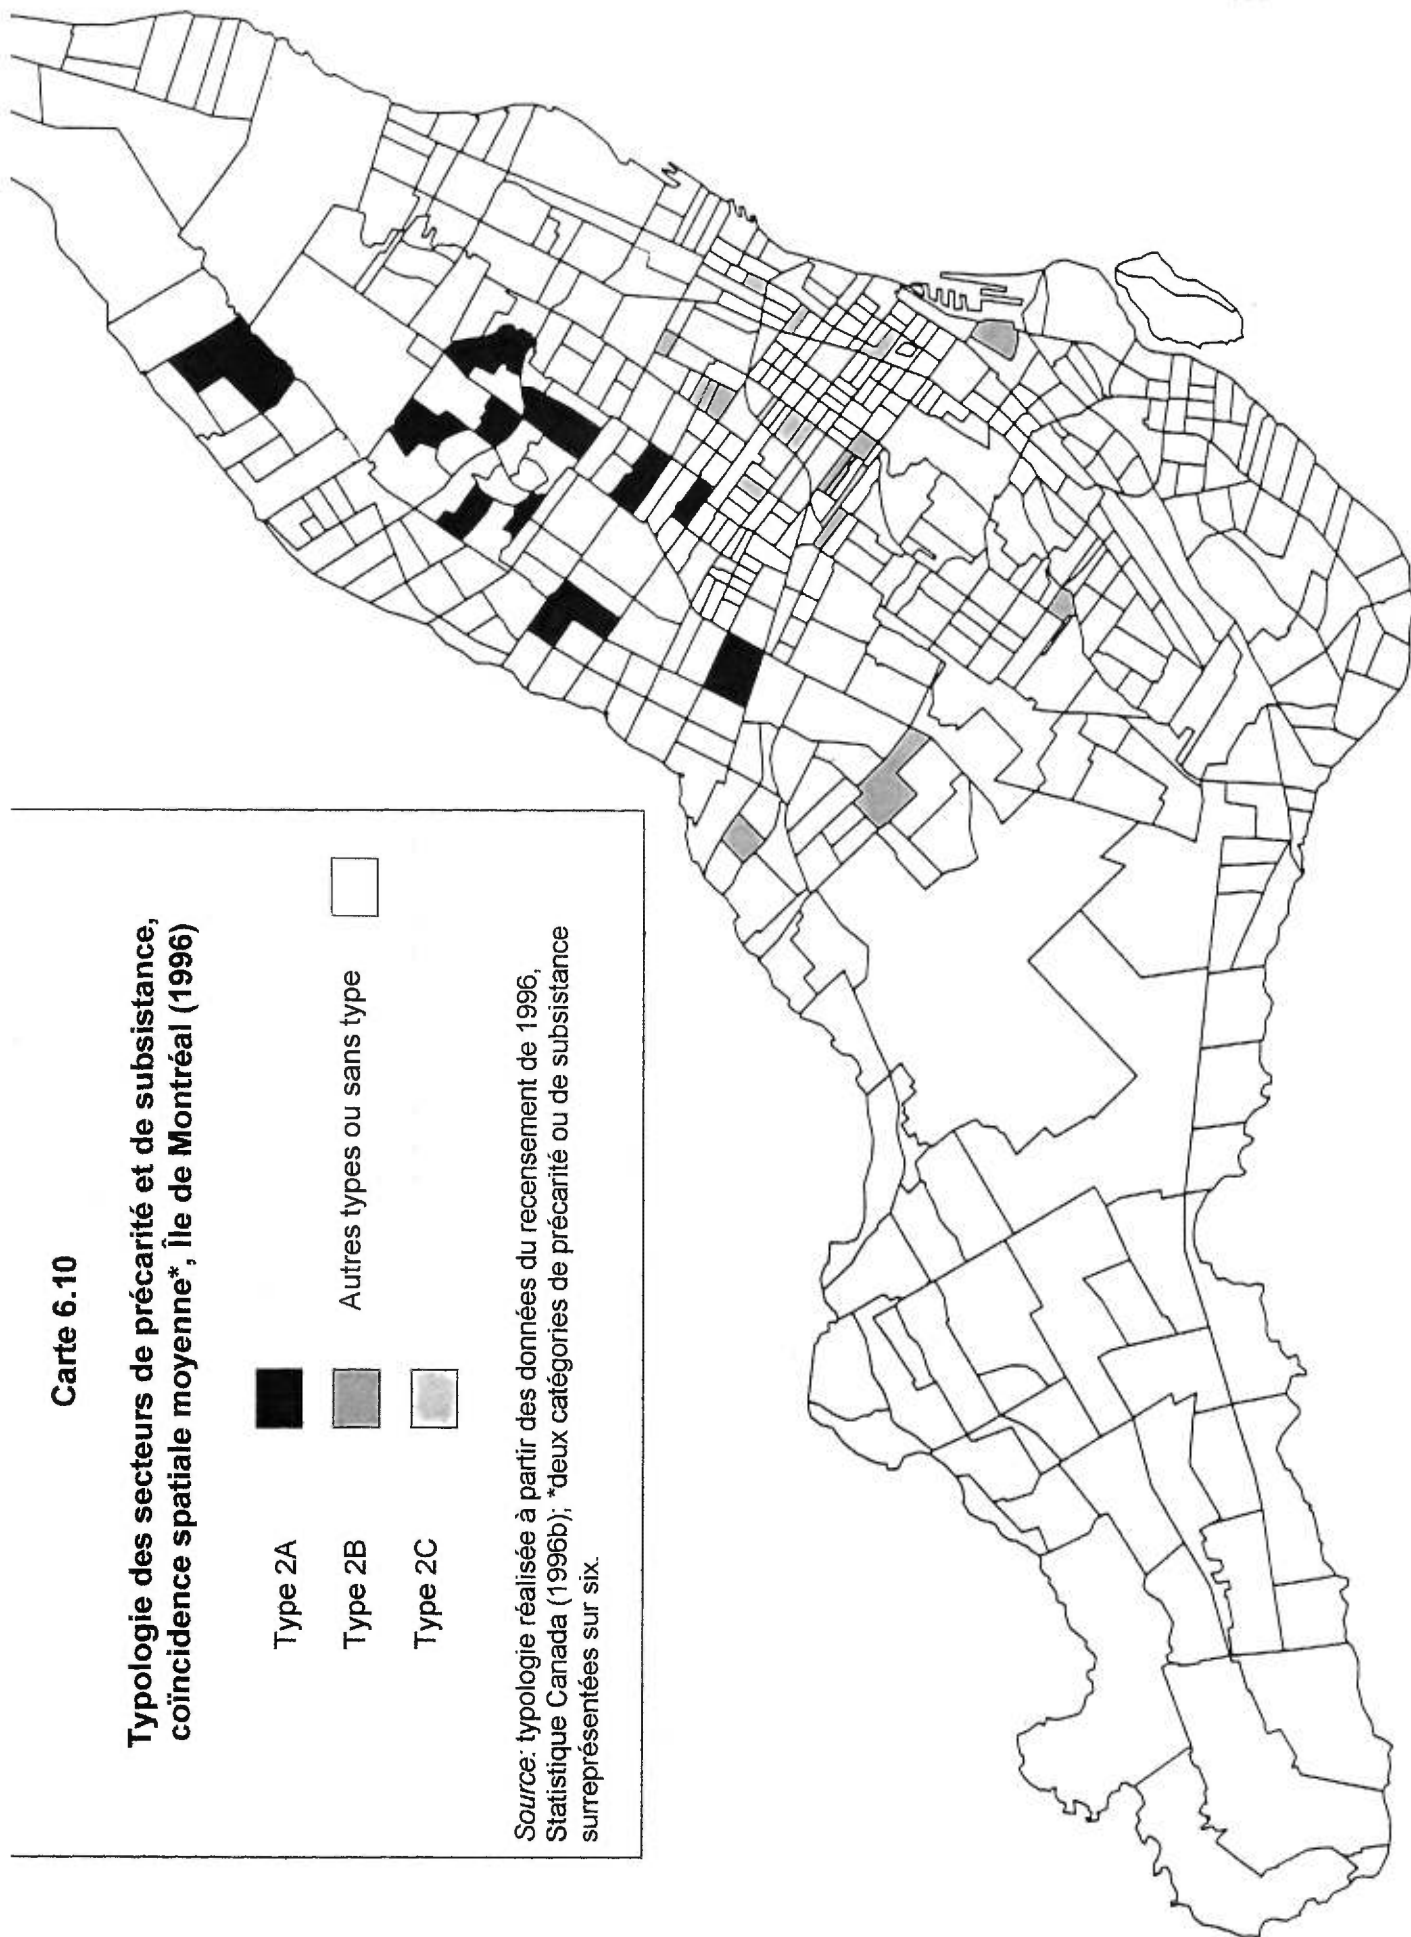 Carte 6.10
Typologie des secteurs de précarité et de subsistance,
coïncidence spatiale moyenne*, Île de Montréal (1996)
Type 2A
Type 2B
Autres types ou sans type
Type 2C
Source: typologie réalisée à partir des données du recensement de 1996,
Statistique Canada (1996b); *deux catégories de précarité ou de subsistance
surreprésentées sur six.